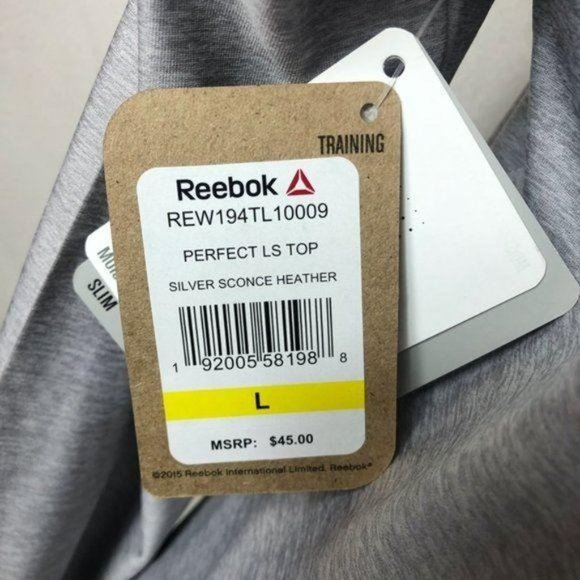 TRAINING
Reebok
REW194TL10009
PERFECT LS TOP
SILVER SCONCE HEATHER
1 92005 58198 8
L
MSRP: $45.00
©2015 Reebok International Limited. Reebok®
SLIM